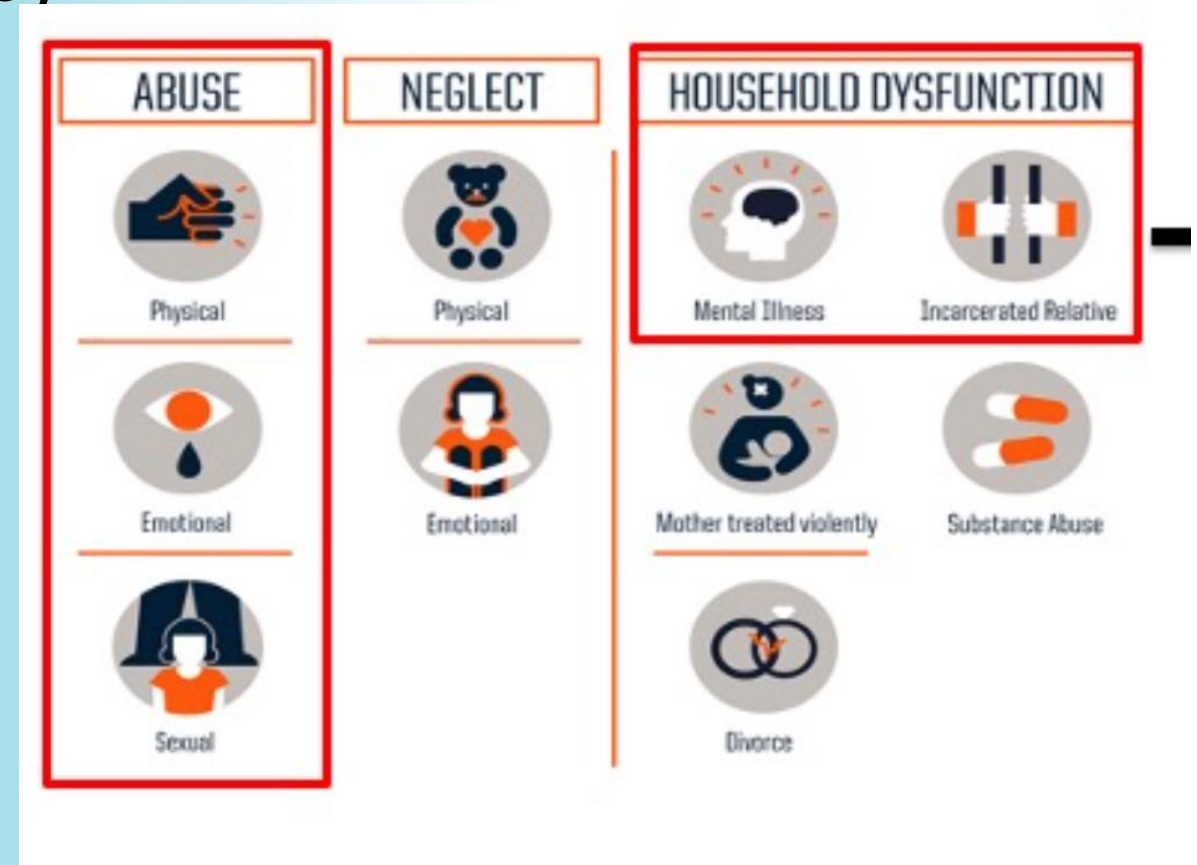 ABUSE
Physical
Emotional
Sexual
NEGLECT
Physical
Emotional
HOUSEHOLD DYSFUNCTION
Mental Illness
Incarcerated Relative
Mother treated violently
Substance Abuse
Divorce